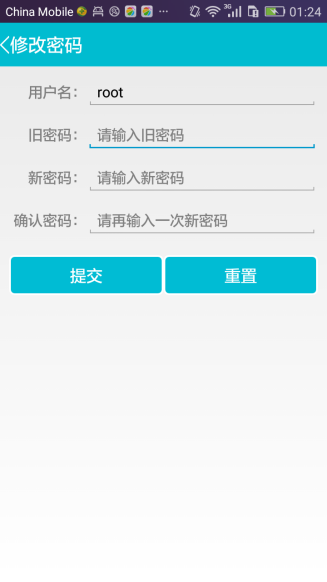 China Mobile ... 3G 01:24
修改密码
用户名： root
旧密码： 请输入旧密码
新密码： 请输入新密码
确认密码： 请再输入一次新密码
提交 重置